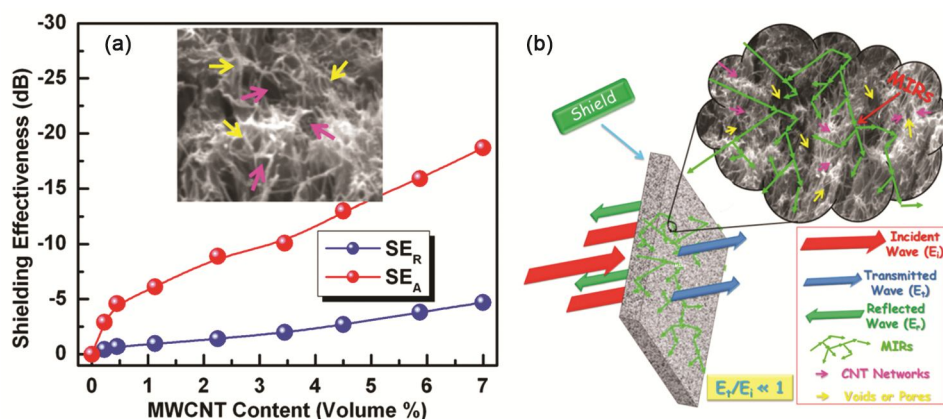 (a)
Shielding Effectiveness (dB)
-30
-25
-20
-15
-10
-5
0
SE_R
SE_A
0 1 2 3 4 5 6 7
MWCNT Content (Volume %)
(b)
Shield
MIRs
E_t/E_i ≪ 1
Incident
Wave (E_i)
Transmitted
Wave (E_t)
Reflected
Wave (E_r)
MIRs
CNT Networks
Voids or Pores